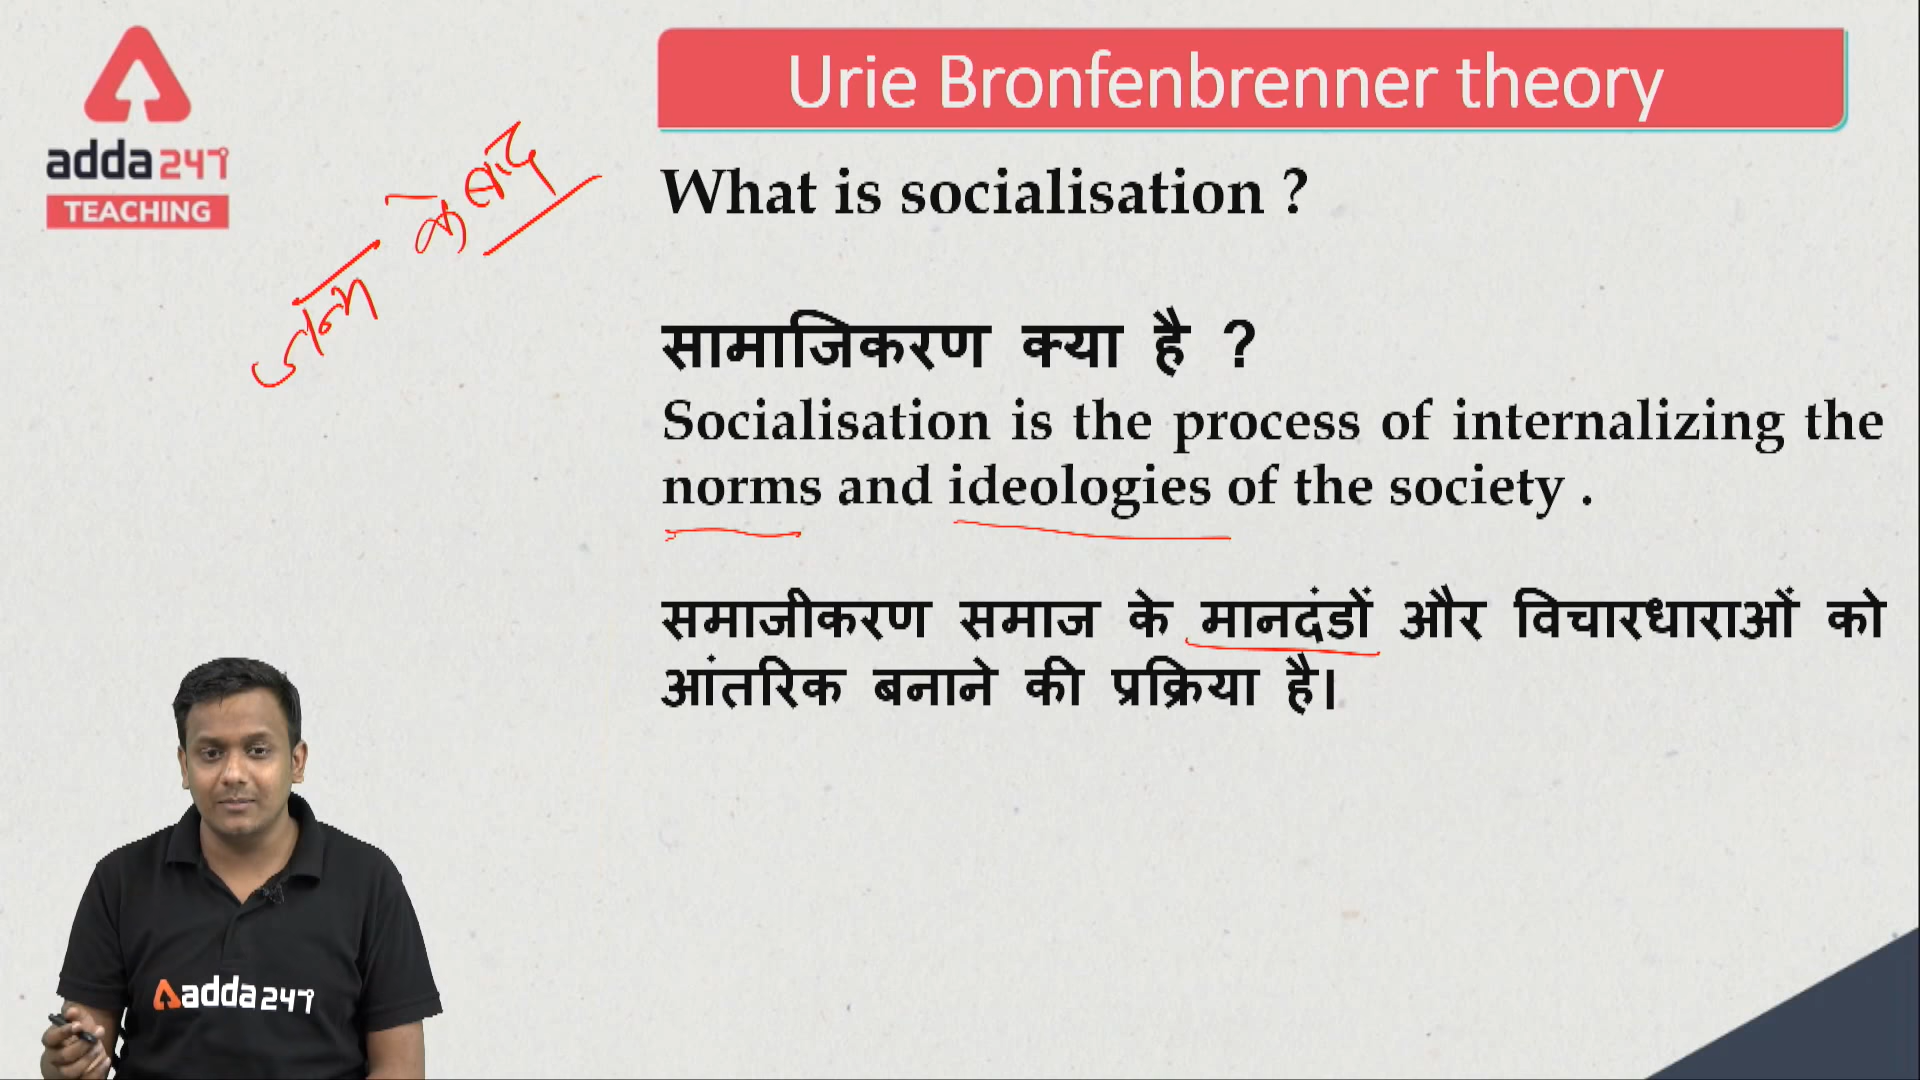 adda247
TEACHING
जन्म के बाद
Urie Bronfenbrenner theory
What is socialisation ?
सामाजिकरण क्या है ?
Socialisation is the process of internalizing the
norms and ideologies of the society .
समाजीकरण समाज के मानदंडों और विचारधाराओं को
आंतरिक बनाने की प्रक्रिया है।
adda247